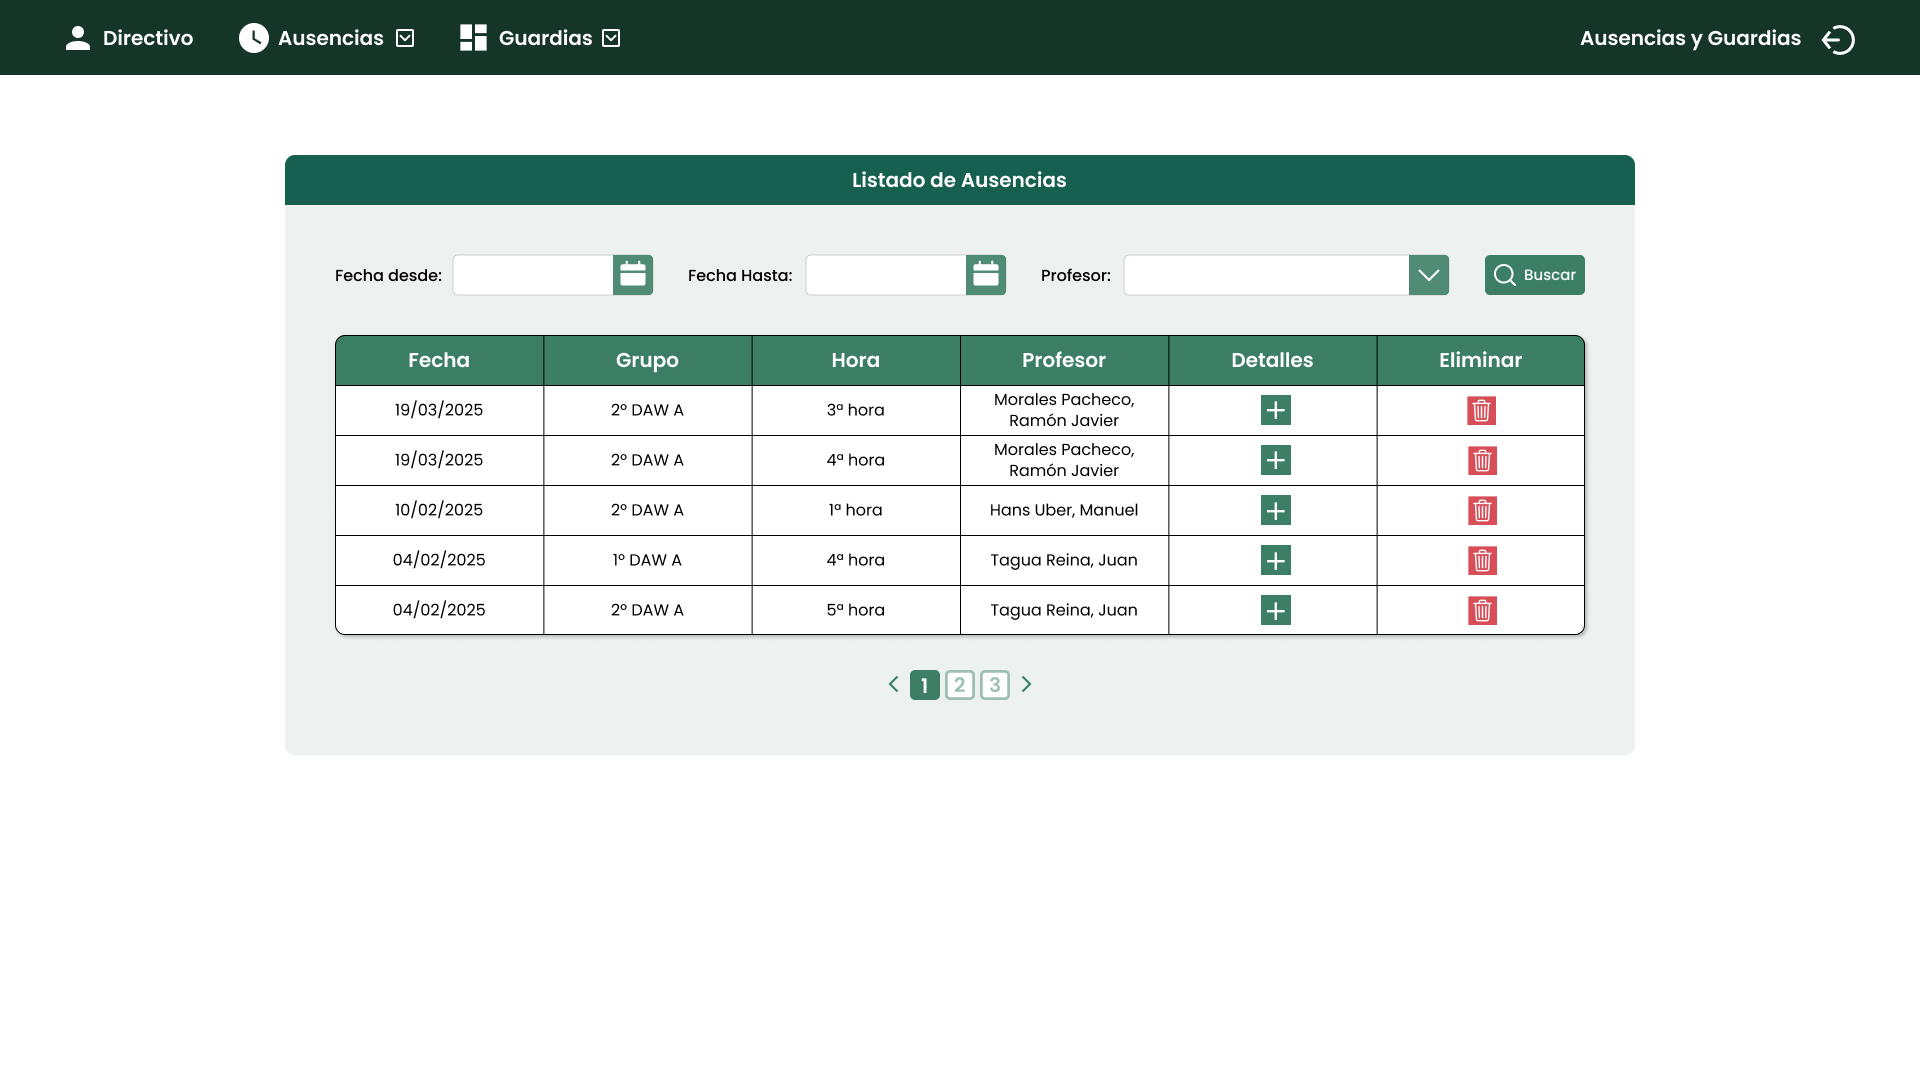 Directivo Ausencias Guardias Ausencias y Guardias
Listado de Ausencias
Fecha desde: Fecha Hasta: Profesor: Buscar
Fecha Grupo Hora Profesor Detalles Eliminar
19/03/2025 2º DAW A 3ª hora Morales Pacheco,
Ramón Javier
19/03/2025 2º DAW A 4ª hora Morales Pacheco,
Ramón Javier
10/02/2025 2º DAW A 1ª hora Hans Uber, Manuel
04/02/2025 1º DAW A 4ª hora Tagua Reina, Juan
04/02/2025 2º DAW A 5ª hora Tagua Reina, Juan
1 2 3